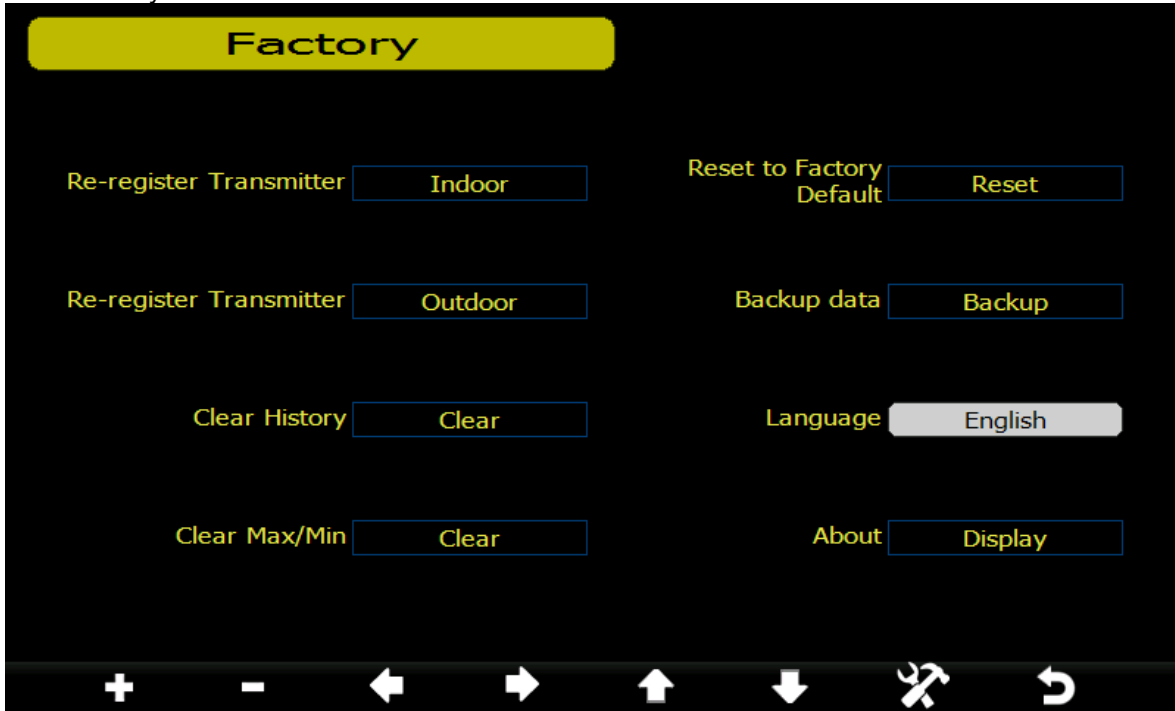 Factory
Re-register Transmitter Indoor
Reset to Factory
Default Reset
Re-register Transmitter Outdoor
Backup data Backup
Clear History Clear
Language English
Clear Max/Min Clear
About Display